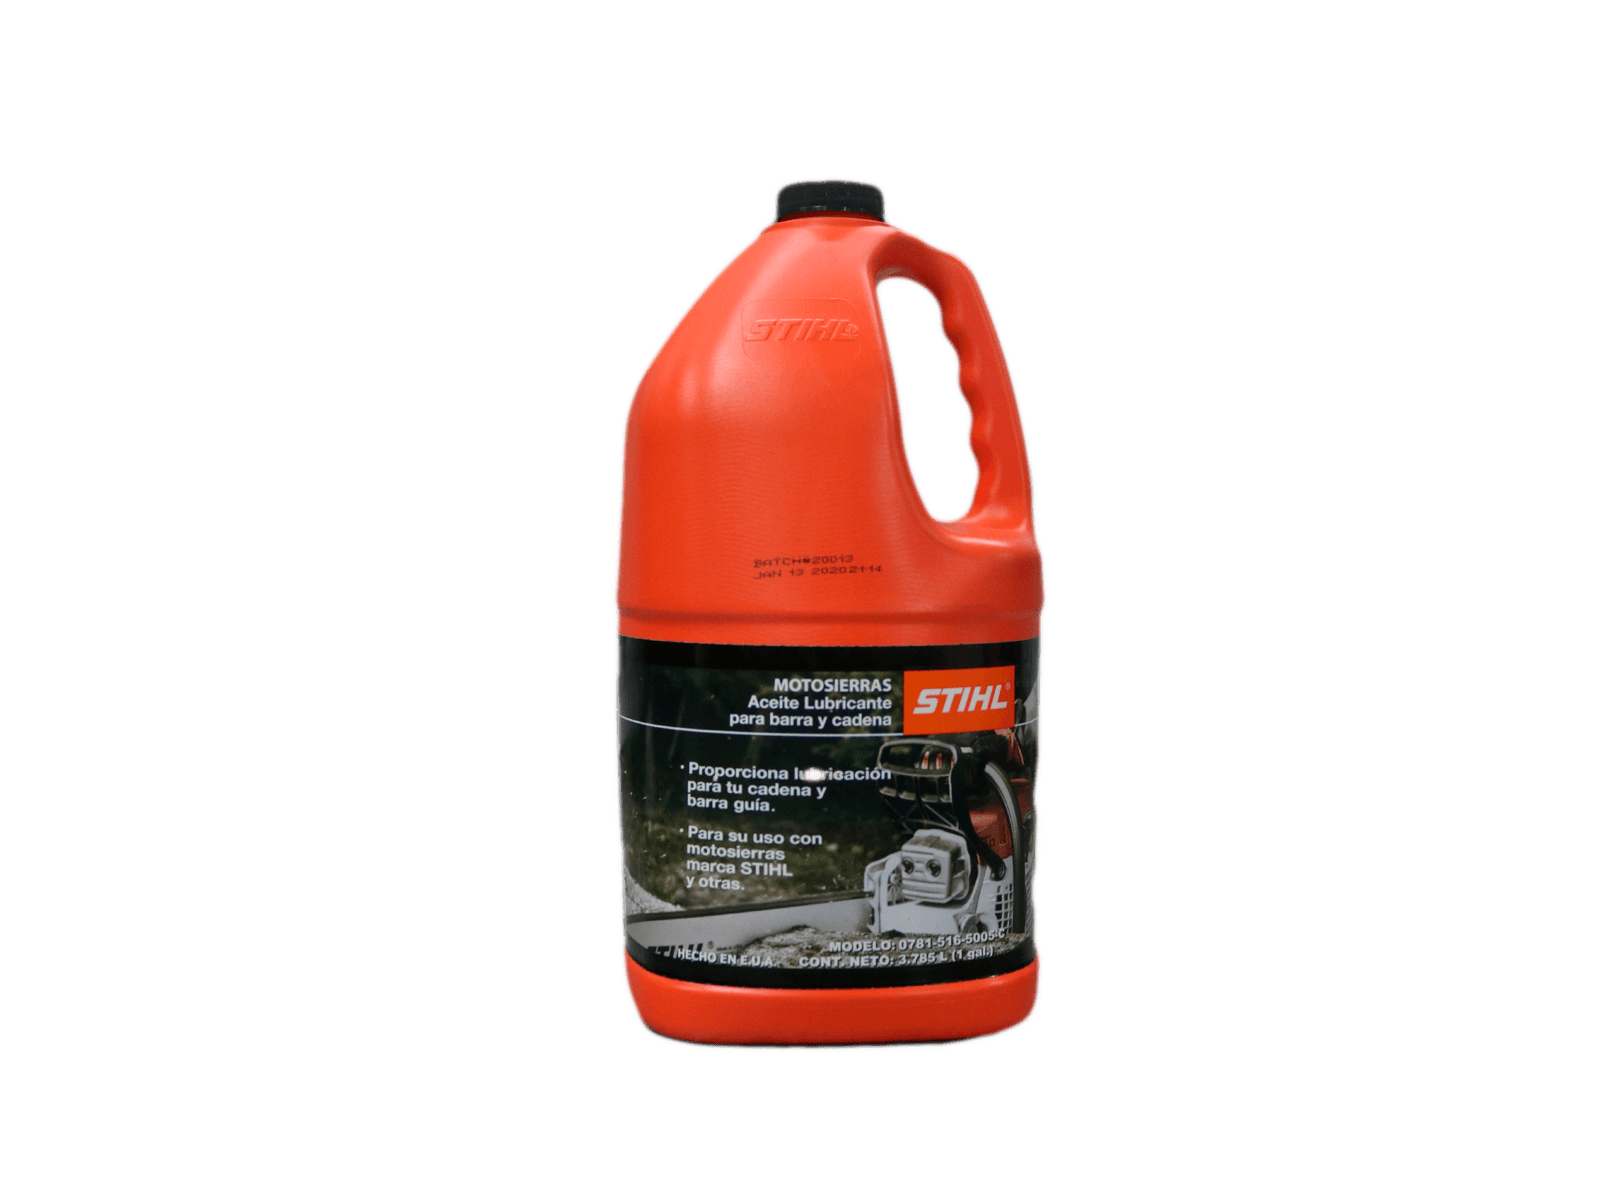 STIHL®
BATCH#20013
JAN 13 20202114
MOTOSIERRAS
Aceite Lubricante
para barra y cadena
STIHL®
· Proporciona lubricación
para tu cadena y
barra guía.
· Para su uso con
motosierras
marca STIHL
y otras.
MODELO: 0781-516-5005-C
HECHO EN E.U.A. CONT. NETO: 3.785 L (1 gal.)